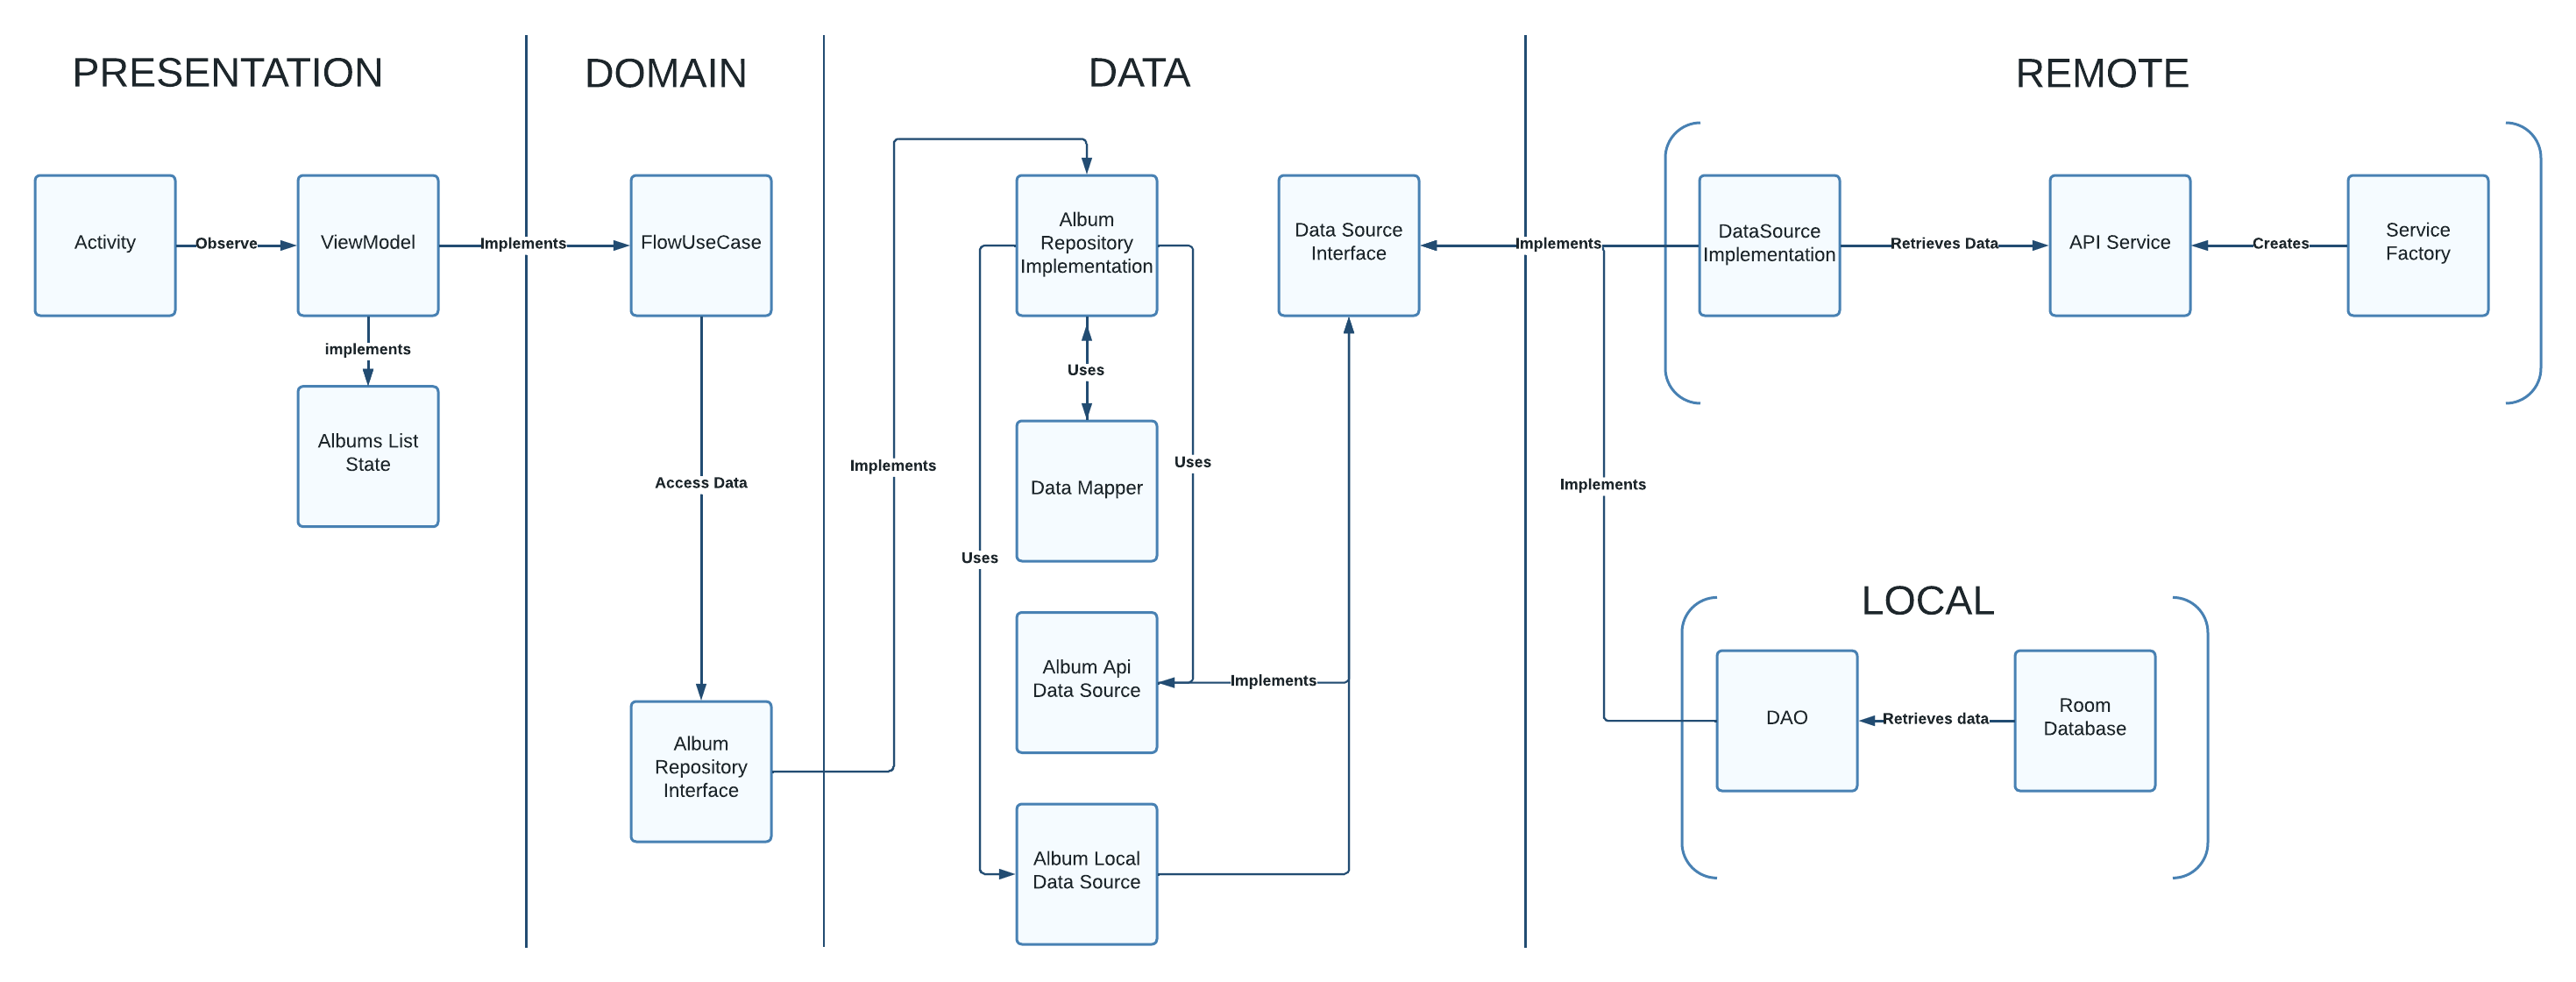 PRESENTATION
DOMAIN
DATA
REMOTE
Activity
Observe
ViewModel
Implements
FlowUseCase
implements
Albums List
State
Access Data
Album
Repository
Interface
Implements
Album
Repository
Implementation
Uses
Data Mapper
Uses
Uses
Album Api
Data Source
Implements
Album Local
Data Source
Data Source
Interface
Implements
DataSource
Implementation
Retrieves Data
API Service
Creates
Service
Factory
Implements
LOCAL
DAO
Retrieves data
Room
Database